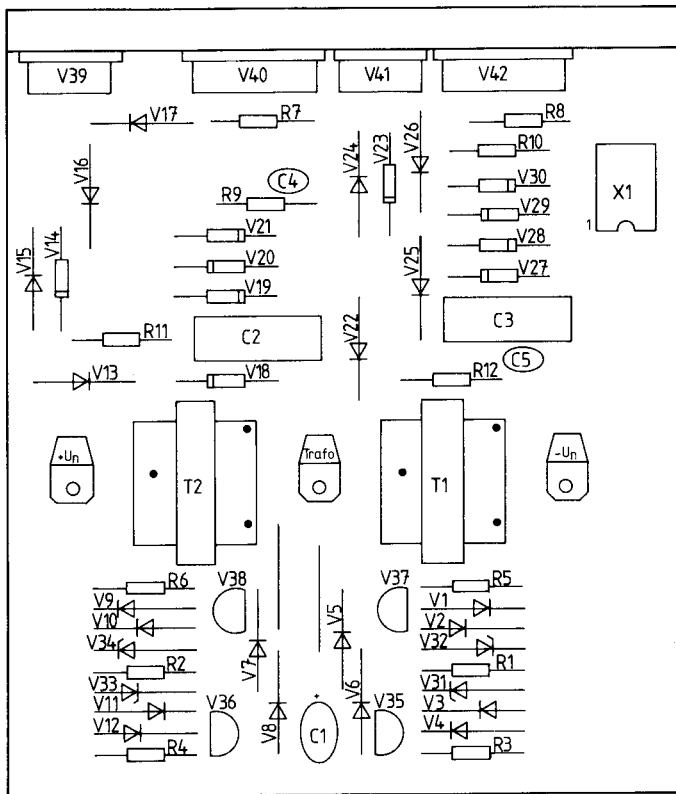 V39 V40 V41 V42
V17 R7 R8
V24 V23 V26 R10
V16 C4 V30 X1
R9 V29 1
V15 V14 V21 V28
V20 V25 V27
V19
R11 C2 V22 C3
C5
V13 V18 R12
+Un Trafo -Un
T2 T1
R6 V38 V37 R5
V9 V5 V1
V10 V2
V34 V7 V32
R2 R1
V33 V36 + V6 V35 V31
V11 V3
V12 V8 C1 V4
R4 R3